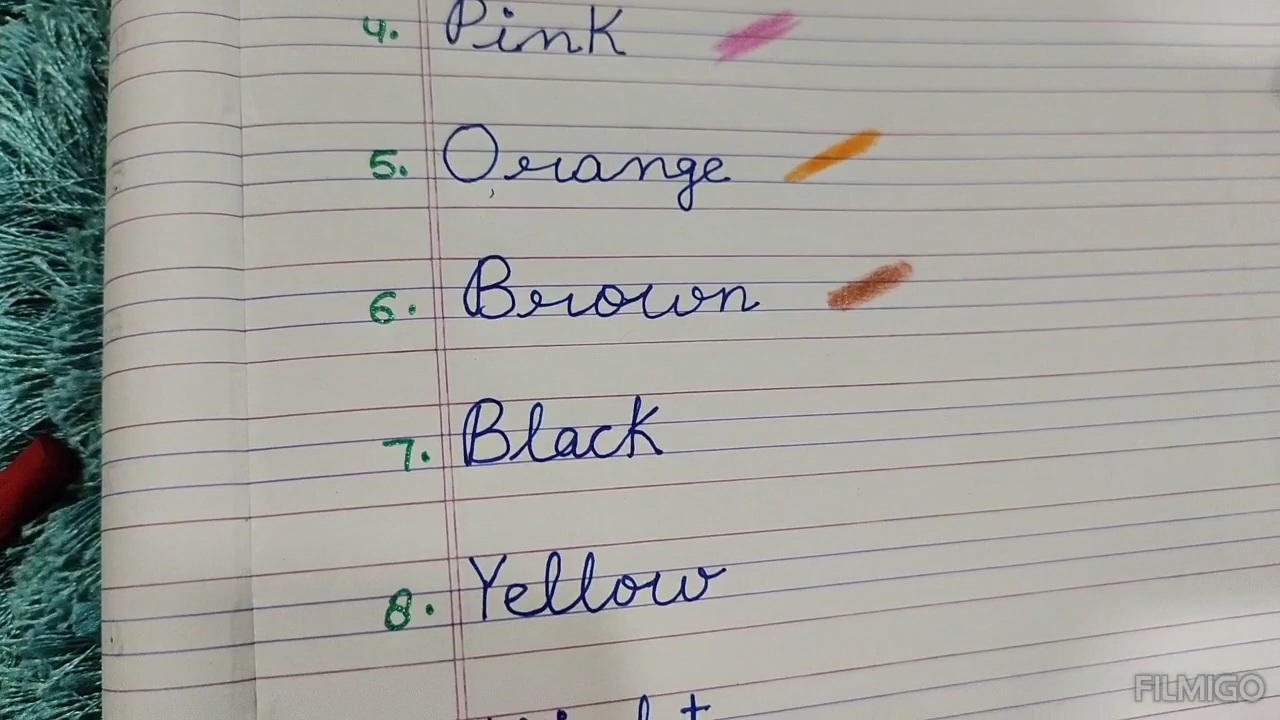 4. Pink
5. Orange
6. Brown
7. Black
8. Yellow
FILMIGO